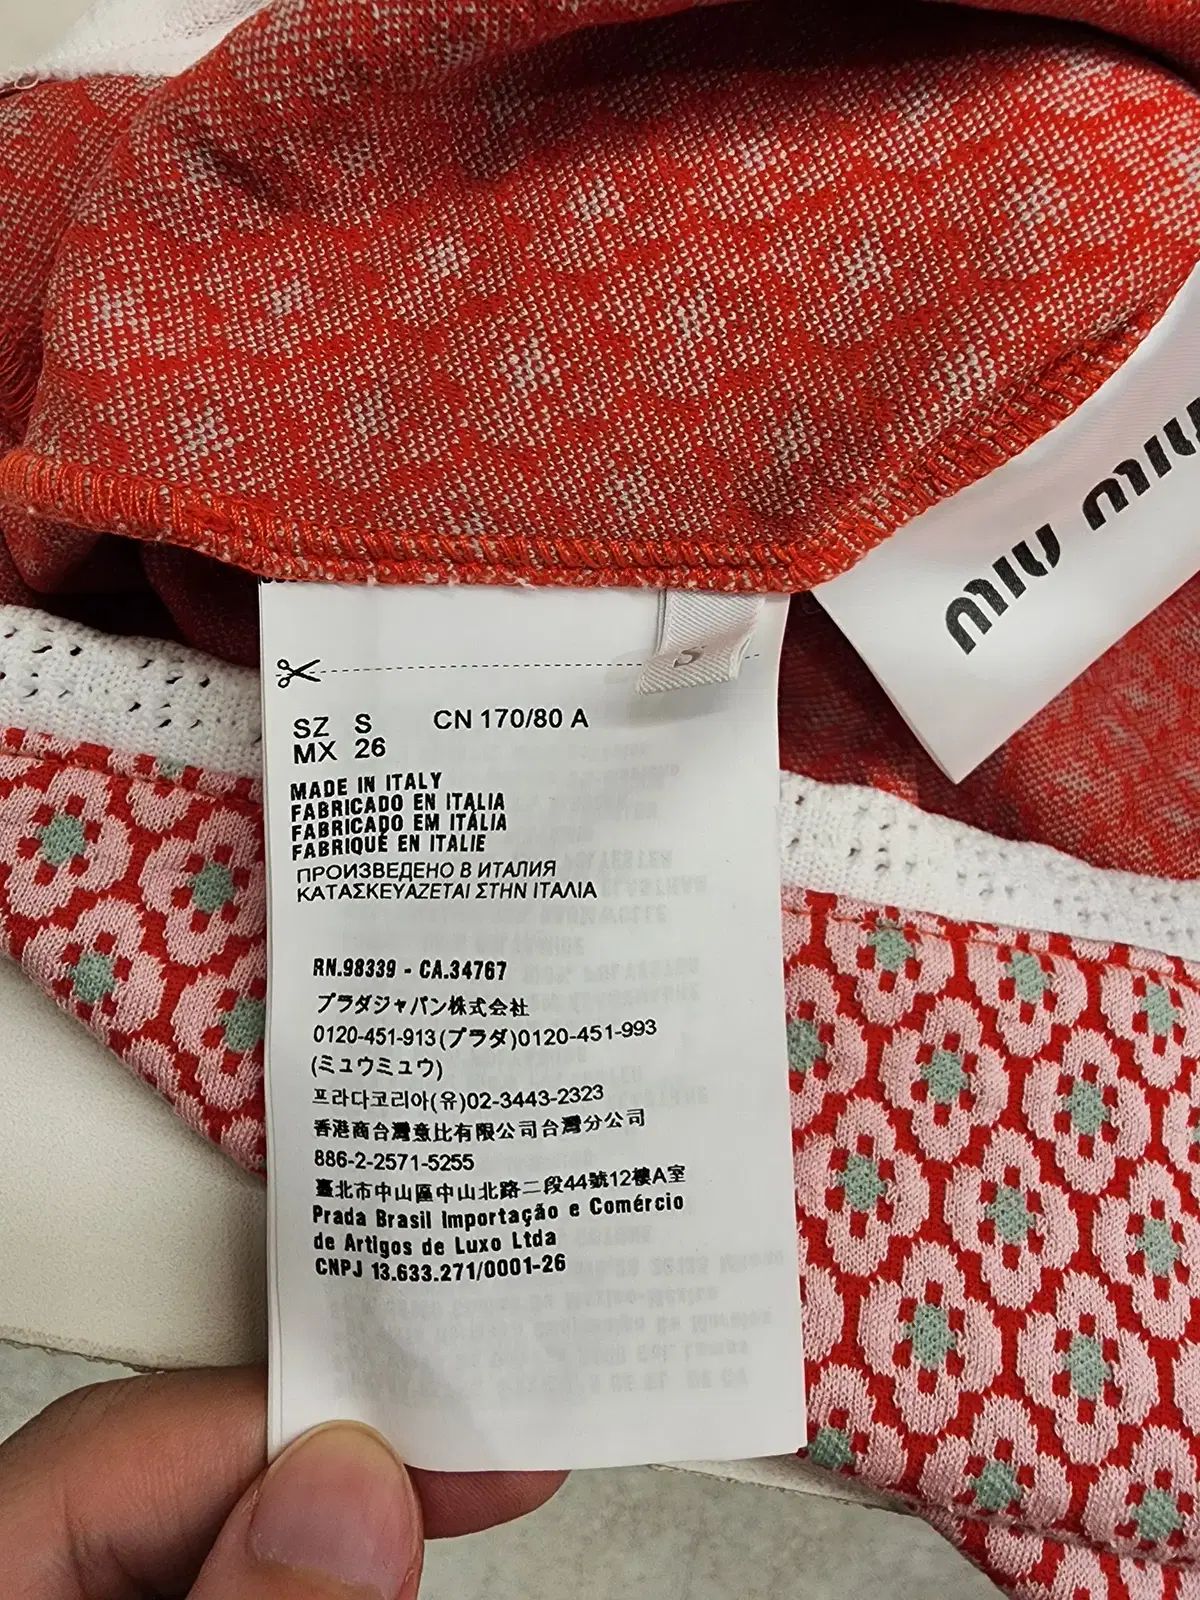 miu miu
S
SZ S CN 170/80 A
MX 26
MADE IN ITALY
FABRICADO EN ITALIA
FABRICADO EM ITÁLIA
FABRIQUÉ EN ITALIE
ПРОИЗВЕДЕНО В ИТАЛИЯ
ΚΑΤΑΣΚΕΥΑΖΕΤΑΙ ΣΤΗΝ ΙΤΑΛΙΑ
RN.98339 - CA.34767
プラダジャパン株式会社
0120-451-913(プラダ)0120-451-993
(ミュウミュウ)
프라다코리아(유)02-3443-2323
香港商台灣意比有限公司台灣分公司
886-2-2571-5255
臺北市中山區中山北路二段44號12樓A室
Prada Brasil Importação e Comércio
de Artigos de Luxo Ltda
CNPJ 13.633.271/0001-26